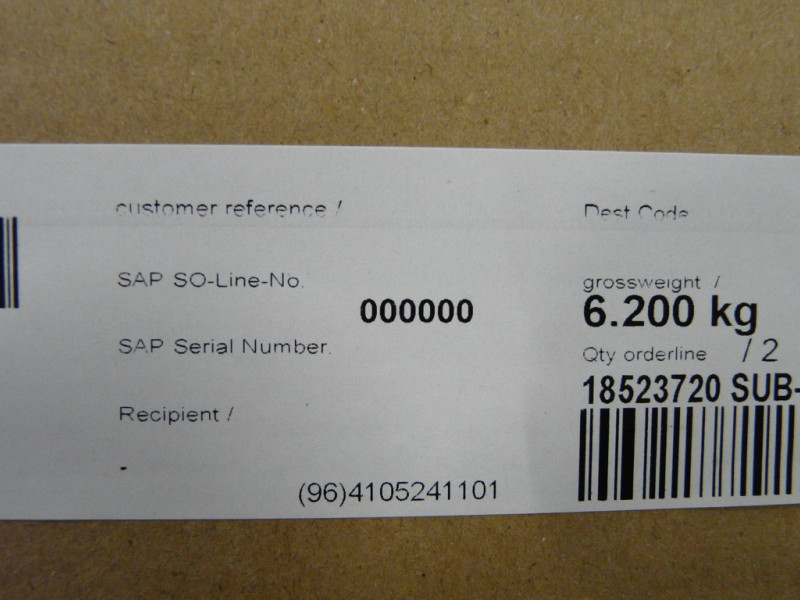 customer reference /
Dest Code
SAP SO-Line-No.
grossweight /
000000
6.200 kg
SAP Serial Number.
Qty orderline / 2
18523720 SUB-
Recipient /
-
(96)4105241101